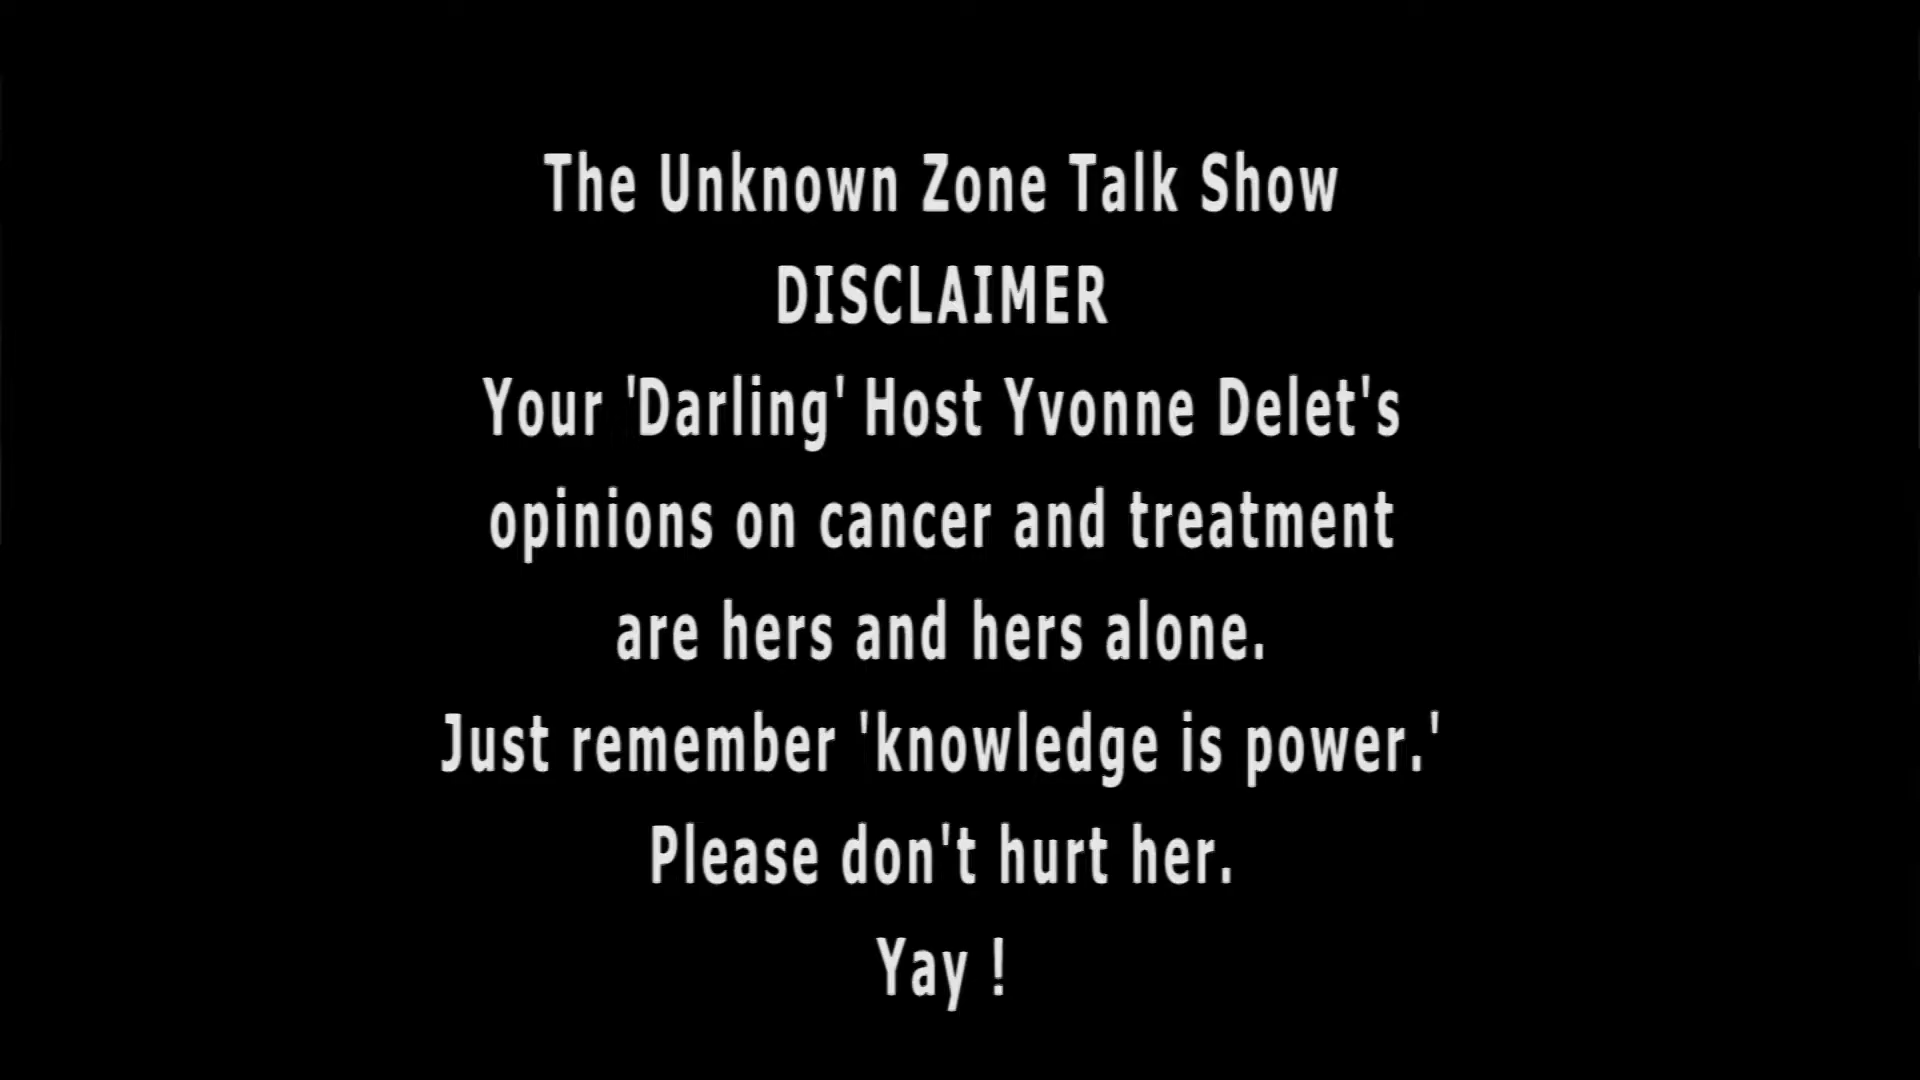 The Unknown Zone Talk Show
DISCLAIMER
Your 'Darling' Host Yvonne Delet's
opinions on cancer and treatment
are hers and hers alone.
Just remember 'knowledge is power.'
Please don't hurt her.
Yay !